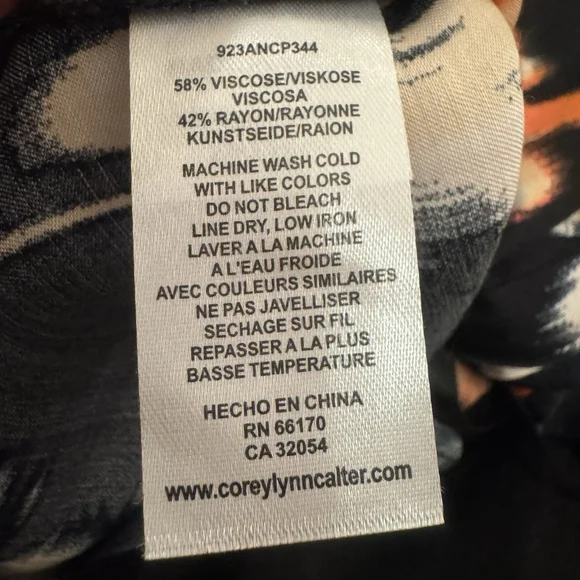 923ANCP344
58% VISCOSE/VISKOSE
VISCOSA
42% RAYON/RAYONNE
KUNSTSEIDE/RAION
MACHINE WASH COLD
WITH LIKE COLORS
DO NOT BLEACH
LINE DRY, LOW IRON
LAVER A LA MACHINE
A L'EAU FROIDE
AVEC COULEURS SIMILAIRES
NE PAS JAVELLISER
SECHAGE SUR FIL
REPASSER A LA PLUS
BASSE TEMPERATURE
HECHO EN CHINA
RN 66170
CA 32054
www.coreylynncalter.com